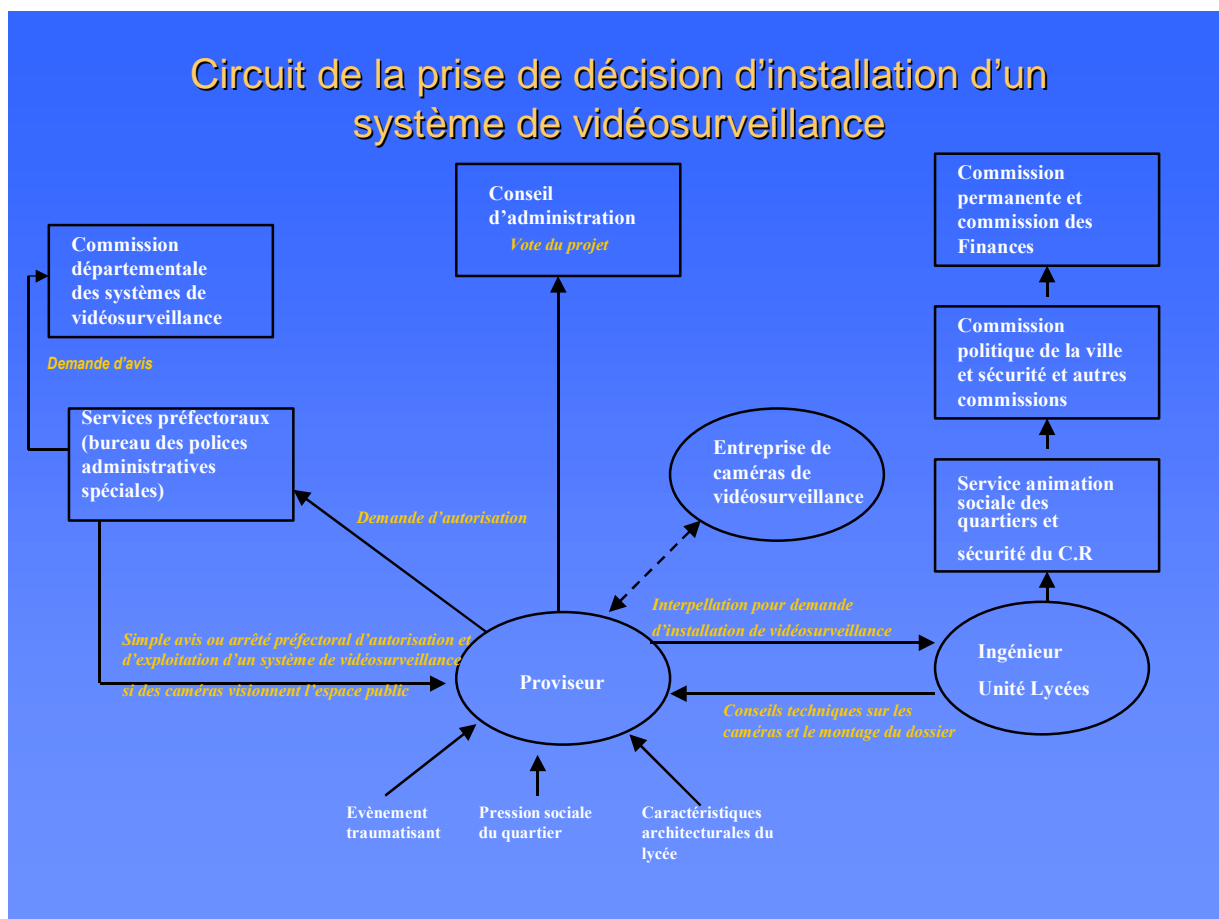 Circuit de la prise de décision d’installation d’un
système de vidéosurveillance
Conseil
d’administration
Vote du projet
Commission
permanente et
commission des
Finances
Commission
départementale
des systèmes de
vidéosurveillance
Commission
politique de la ville
et sécurité et autres
commissions
Demande d'avis
Services préfectoraux
(bureau des polices
administratives
spéciales)
Entreprise de
caméras de
vidéosurveillance
Service animation
sociale des
quartiers et
sécurité du C.R
Demande d’autorisation
Interpellation pour demande
d’installation de vidéosurveillance
Simple avis ou arrêté préfectoral d’autorisation et
d’exploitation d’un système de vidéosurveillance
si des caméras visionnent l’espace public
Proviseur
Ingénieur
Unité Lycées
Conseils techniques sur les
caméras et le montage du dossier
Evènement
traumatisant
Pression sociale
du quartier
Caractéristiques
architecturales du
lycée